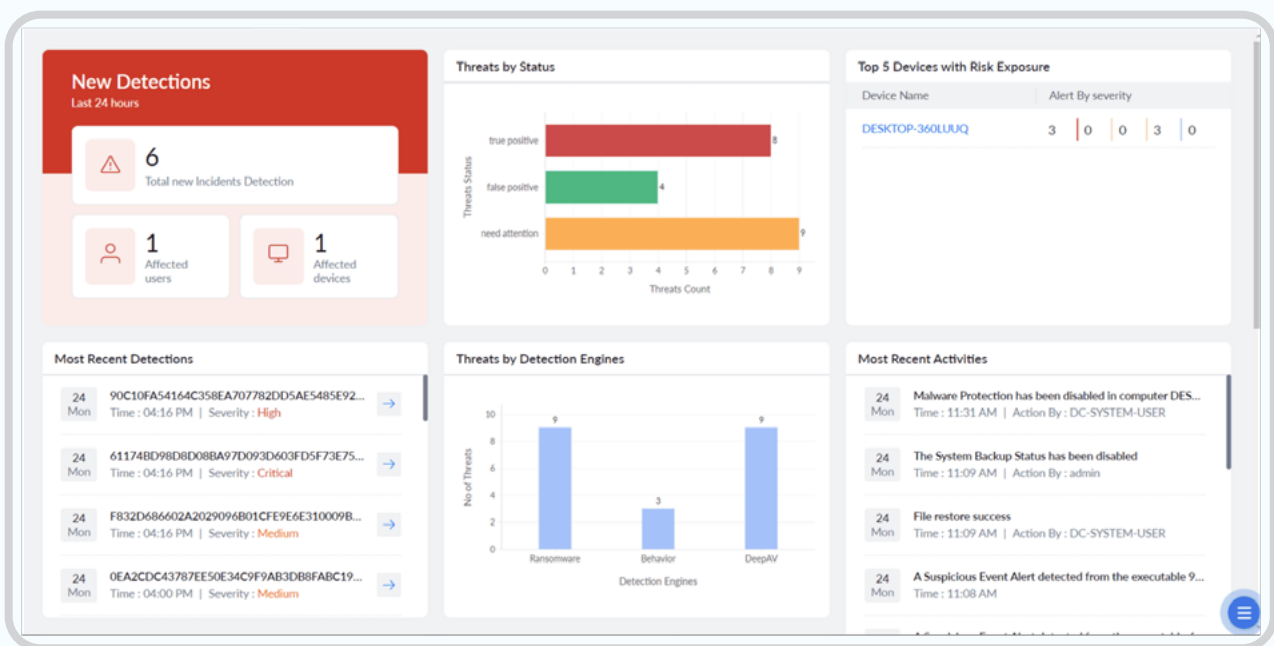 New Detections
Last 24 hours
6
Total new Incidents Detection
1
Affected
users
1
Affected
devices
Threats by Status
Threats Status
true positive
8
false positive
4
need attention
9
0 1 2 3 4 5 6 7 8 9
Threats Count
Top 5 Devices with Risk Exposure
Device Name Alert By severity
DESKTOP-360LUUQ 3 0 0 3 0
Most Recent Detections
24
Mon
90C10FA54164C358EA707782DD5AE5485E92...
Time : 04:16 PM | Severity : High
24
Mon
61174BD98D8D08BA97D093D603FD5F73E75...
Time : 04:16 PM | Severity : Critical
24
Mon
F832D686602A2029096B01CFE9E6E310009B...
Time : 04:16 PM | Severity : Medium
24
Mon
0EA2CDC43787EE50E34C9F9AB3DB8FABC19...
Time : 04:00 PM | Severity : Medium
Threats by Detection Engines
No of Threats
10
8
6
4
2
0
9
3
9
Ransomware Behavior DeepAV
Detection Engines
Most Recent Activities
24
Mon
Malware Protection has been disabled in computer DES...
Time : 11:31 AM | Action By : DC-SYSTEM-USER
24
Mon
The System Backup Status has been disabled
Time : 11:09 AM | Action By : admin
24
Mon
File restore success
Time : 11:09 AM | Action By : DC-SYSTEM-USER
24
Mon
A Suspicious Event Alert detected from the executable 9...
Time : 11:08 AM